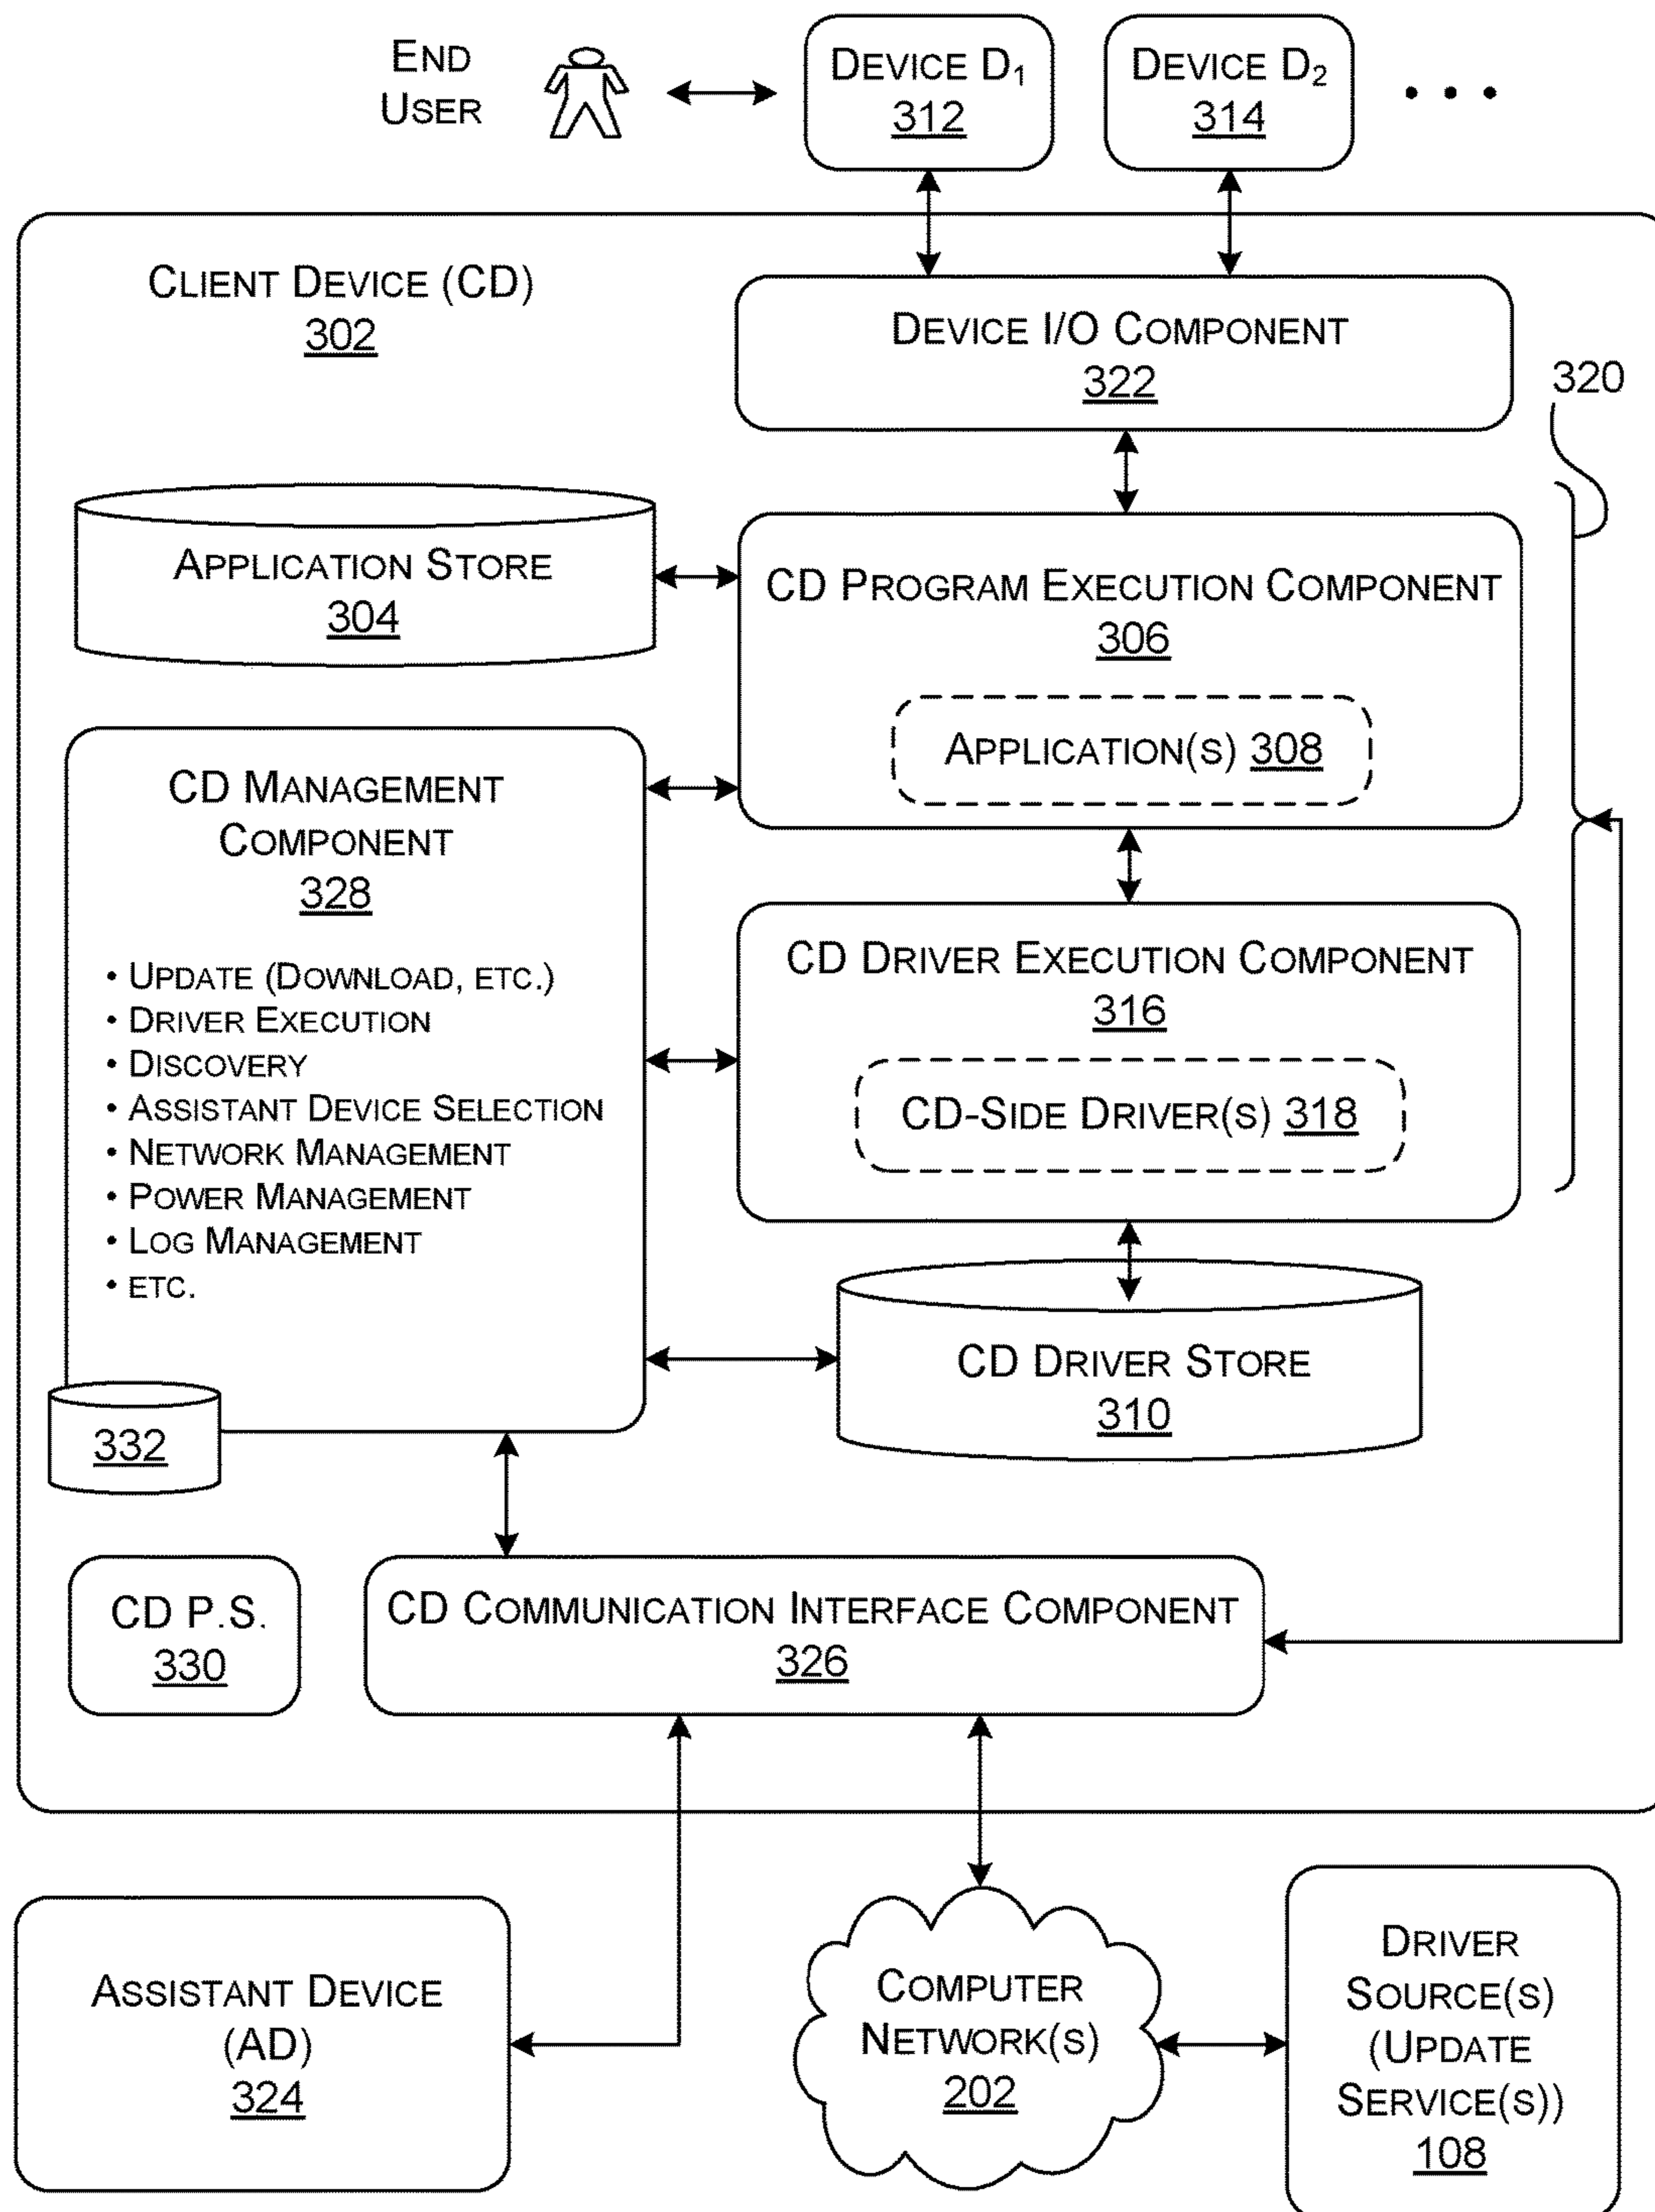 END
USER
DEVICE D1
312
DEVICE D2
314
• • •
CLIENT DEVICE (CD)
302
DEVICE I/O COMPONENT
322
320
APPLICATION STORE
304
CD PROGRAM EXECUTION COMPONENT
306
APPLICATION(S) 308
CD MANAGEMENT
COMPONENT
328
• UPDATE (DOWNLOAD, ETC.)
• DRIVER EXECUTION
• DISCOVERY
• ASSISTANT DEVICE SELECTION
• NETWORK MANAGEMENT
• POWER MANAGEMENT
• LOG MANAGEMENT
• ETC.
332
CD DRIVER EXECUTION COMPONENT
316
CD-SIDE DRIVER(S) 318
CD DRIVER STORE
310
CD P.S.
330
CD COMMUNICATION INTERFACE COMPONENT
326
ASSISTANT DEVICE
(AD)
324
COMPUTER
NETWORK(S)
202
DRIVER
SOURCE(S)
(UPDATE
SERVICE(S))
108